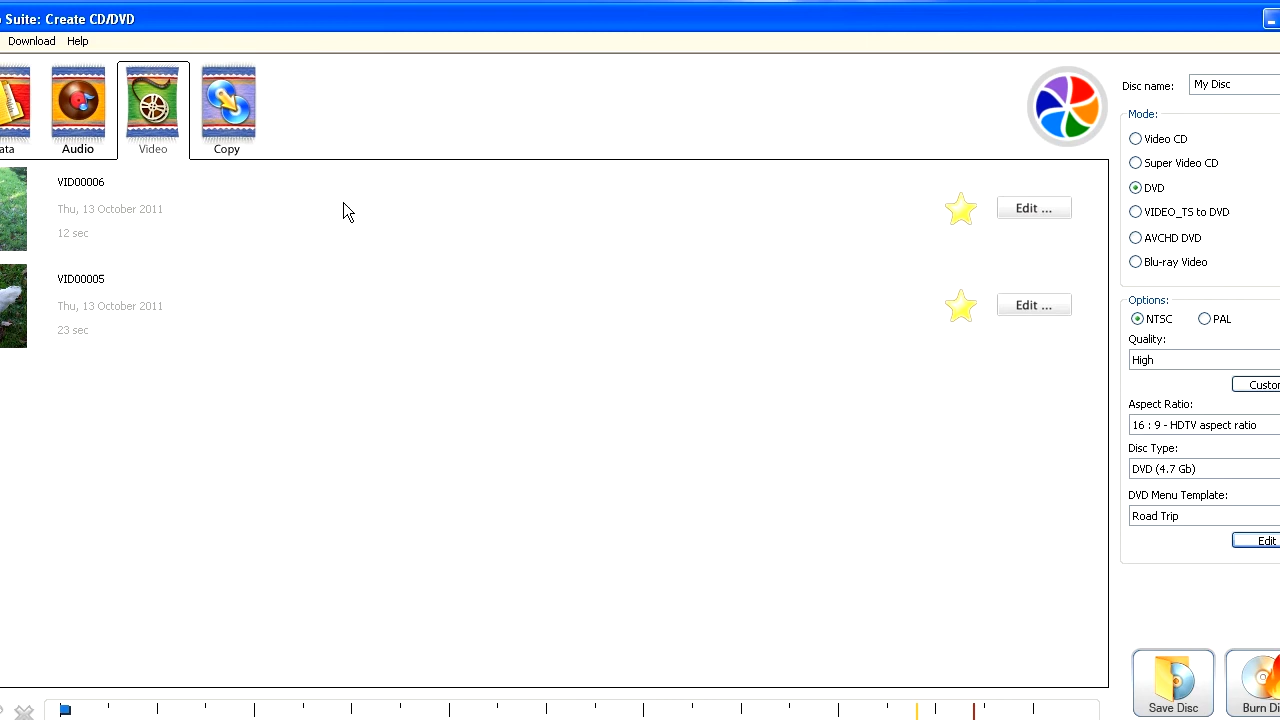 Suite: Create CD/DVD
Download Help
Audio
Video
Copy
VID00006
Thu, 13 October 2011
12 sec
Edit ...
VID00005
Thu, 13 October 2011
23 sec
Edit ...
Disc name: My Disc
Mode:
Video CD
Super Video CD
DVD
VIDEO_TS to DVD
AVCHD DVD
Blu-ray Video
Options:
NTSC PAL
Quality:
High
Custo
Aspect Ratio:
16 : 9 - HDTV aspect ratio
Disc Type:
DVD (4.7 Gb)
DVD Menu Template:
Road Trip
Edit
Save Disc
Burn Di